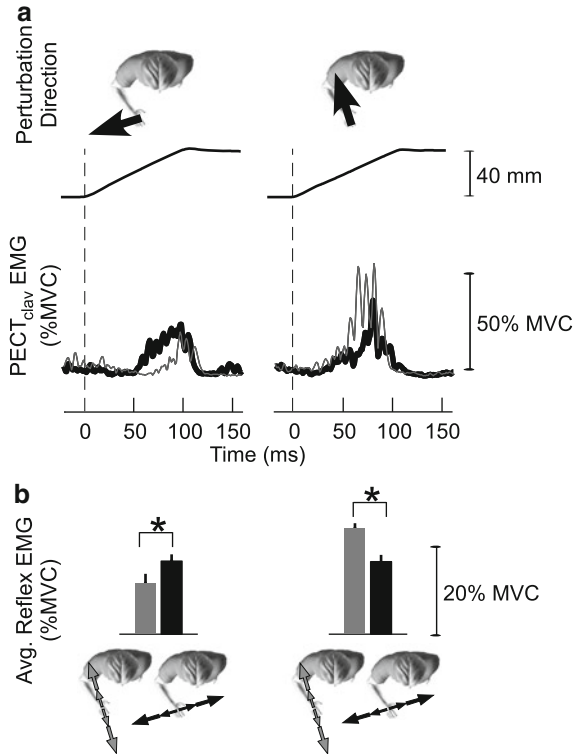 a
Perturbation
Direction
40 mm
PECTclav EMG
(%MVC)
50% MVC
0 50 100 150 0 50 100 150
Time (ms)
b
Avg. Reflex EMG
(%MVC)
* *
20% MVC